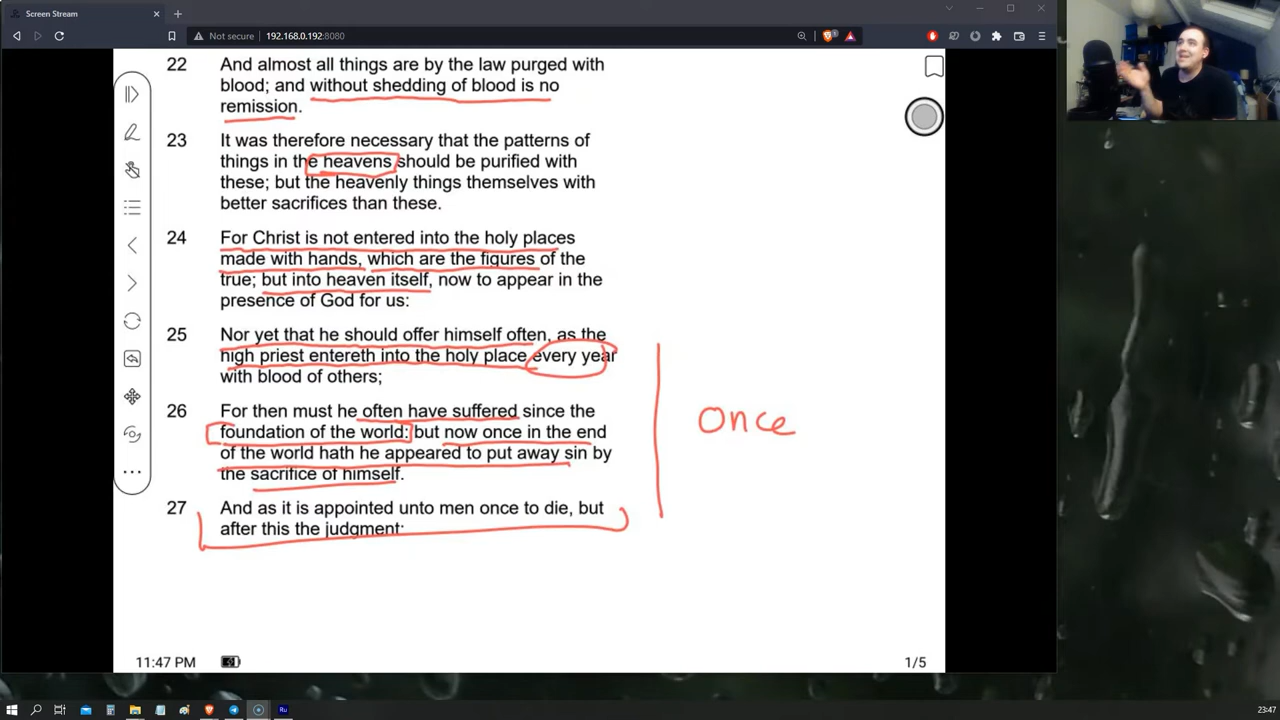 Screen Stream
Not secure 192.168.0.192:8080
22 And almost all things are by the law purged with
blood; and without shedding of blood is no
remission.
23 It was therefore necessary that the patterns of
things in the heavens should be purified with
these; but the heavenly things themselves with
better sacrifices than these.
24 For Christ is not entered into the holy places
made with hands, which are the figures of the
true; but into heaven itself, now to appear in the
presence of God for us:
25 Nor yet that he should offer himself often, as the
high priest entereth into the holy place every year
with blood of others;
26 For then must he often have suffered since the
foundation of the world: but now once in the end
of the world hath he appeared to put away sin by
the sacrifice of himself.
Once
27 And as it is appointed unto men once to die, but
after this the judgment:
11:47 PM
1/5
Ru
23:47